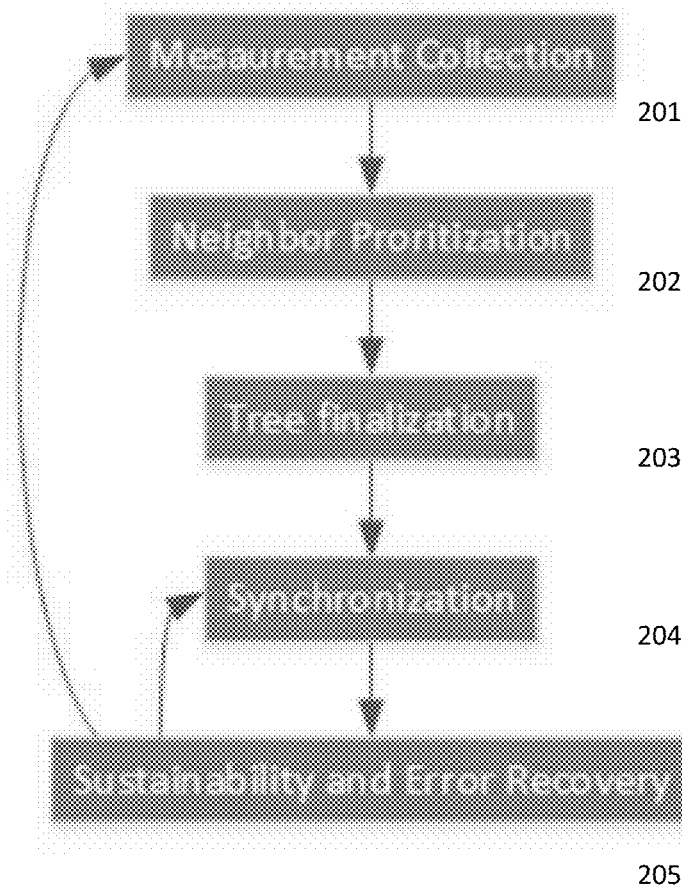 Mesaurement Collection
201
Neighbor Proritization
202
Tree finalization
203
Synchronization
204
Sustainability and Error Recovery
205